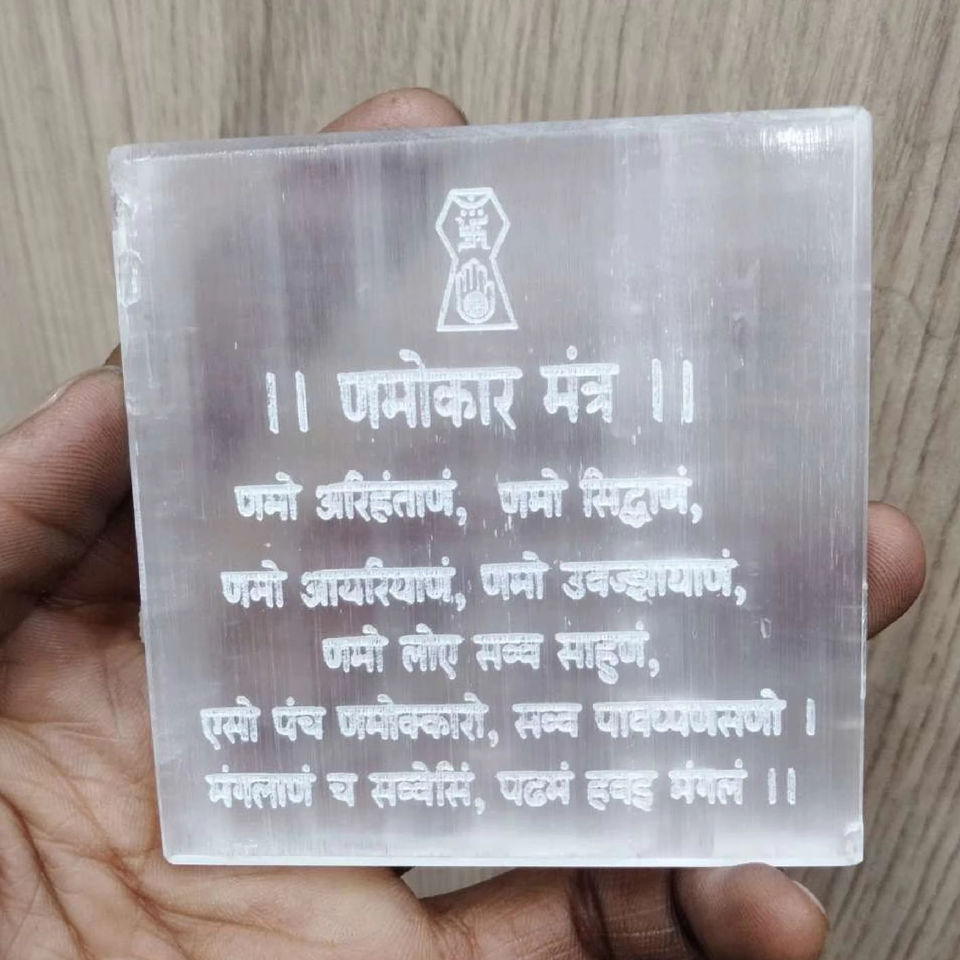 || णमोकार मंत्र ||
णमो अरिहंताणं, णमो सिद्धाणं,
णमो आयरियाणं, णमो उवज्झायाणं,
णमो लोए सव्व साहुणं,
एसो पंच णमोक्कारो, सव्व पावप्पणसणो |
मंगलाणं च सव्वेसिं, पढमं हवइ मंगलं ||